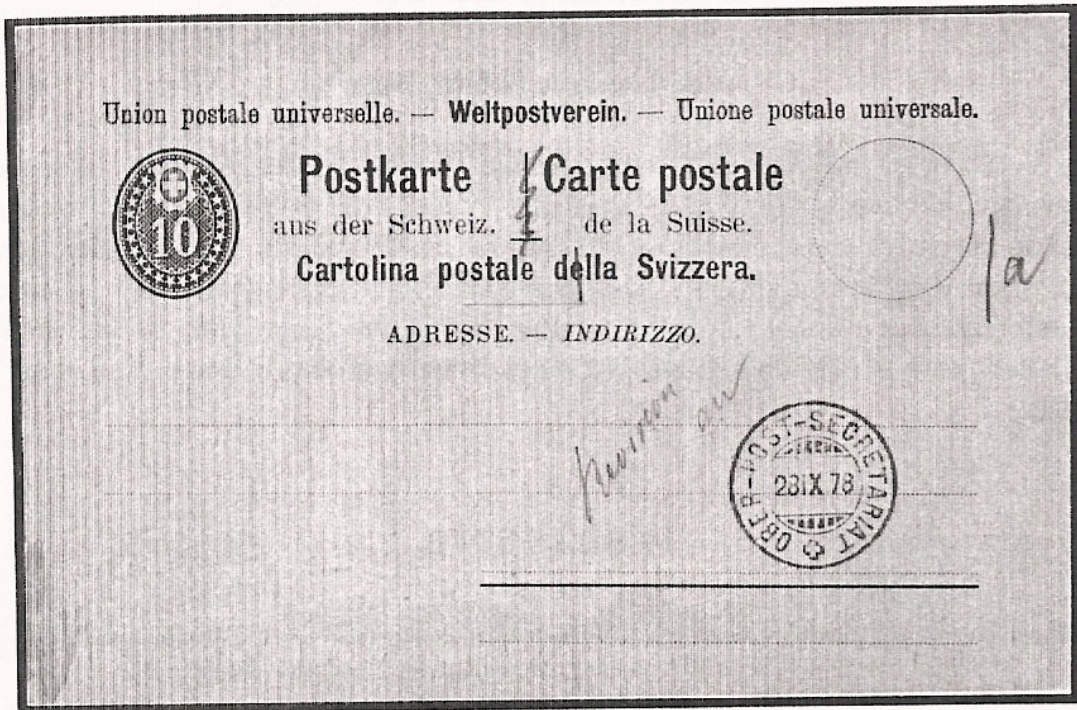 Union postale universelle. — Weltpostverein. — Unione postale universale.
10
Postkarte Carte postale
aus der Schweiz. de la Suisse.
Cartolina postale della Svizzera.
a
ADRESSE. — INDIRIZZO.
OBER-POST-SECRETARIAT
28 IX 78